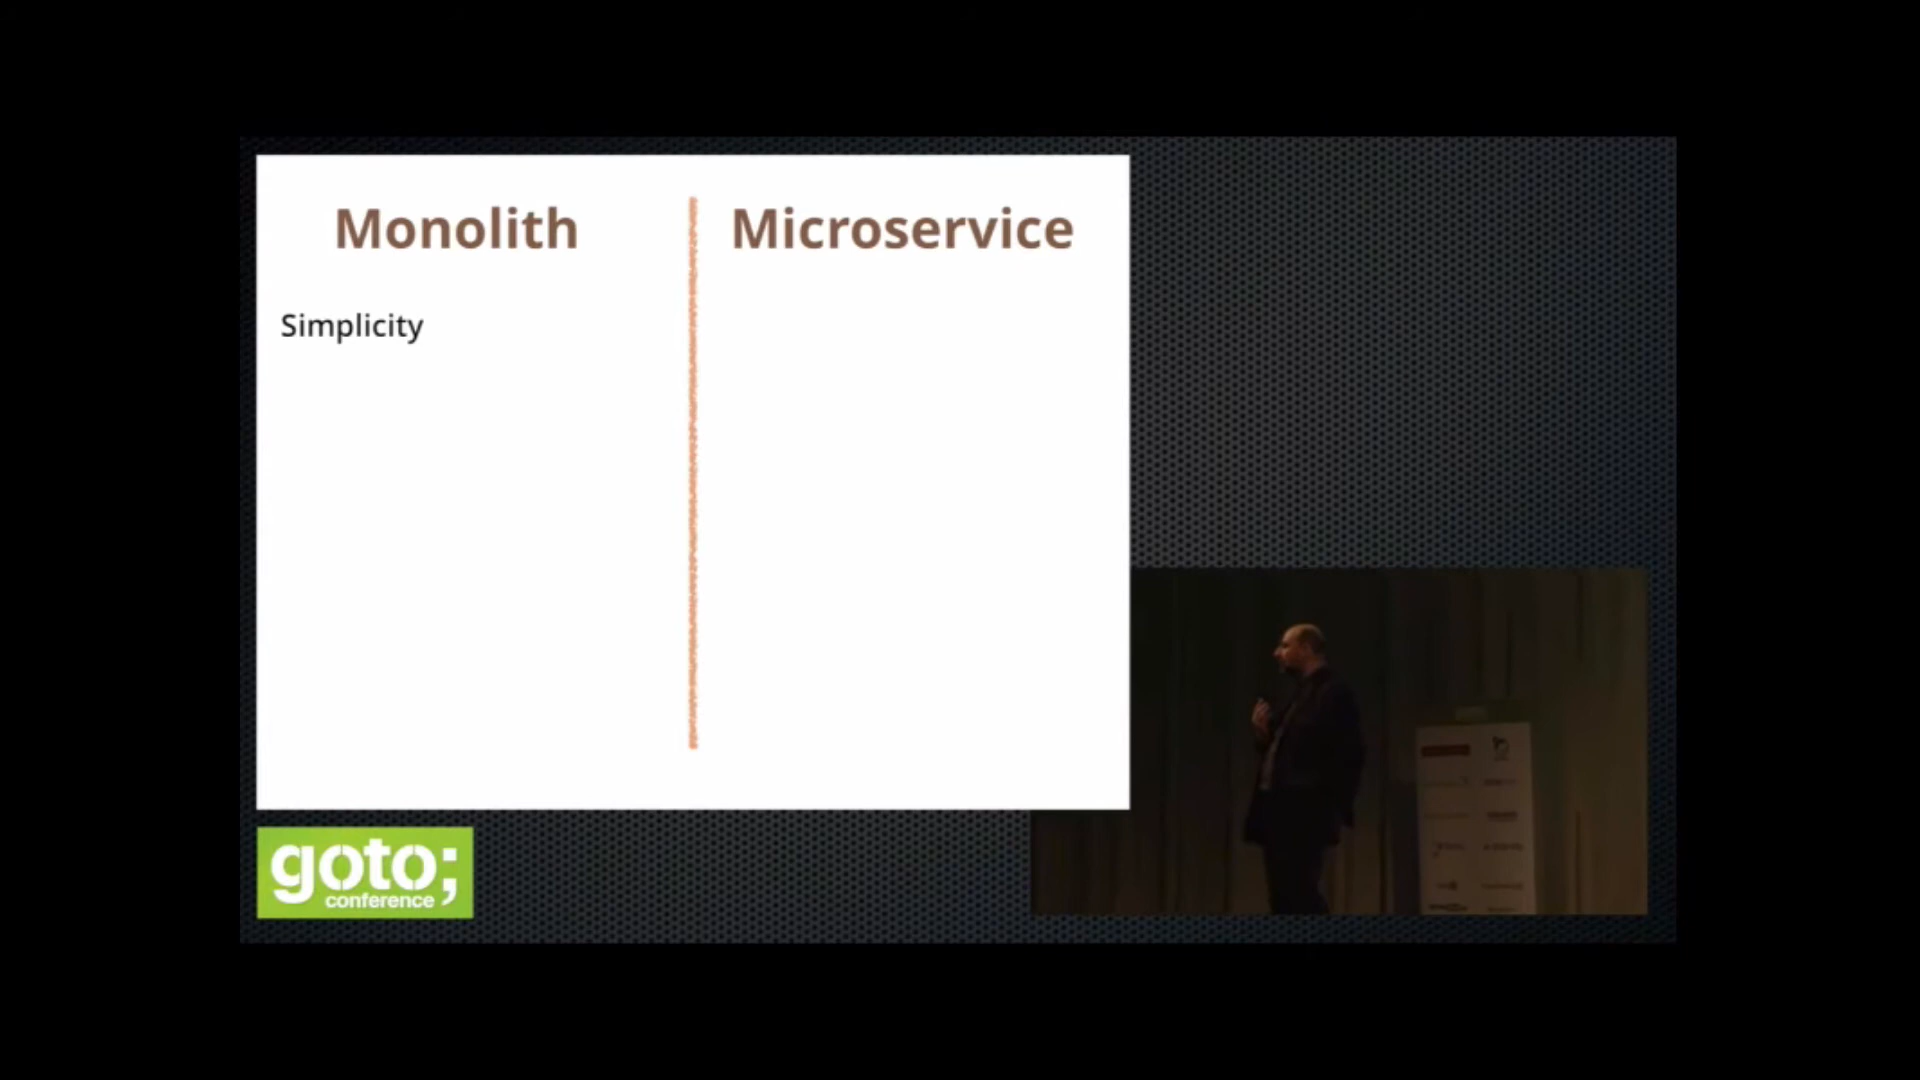 Monolith
Microservice
Simplicity
goto;
conference